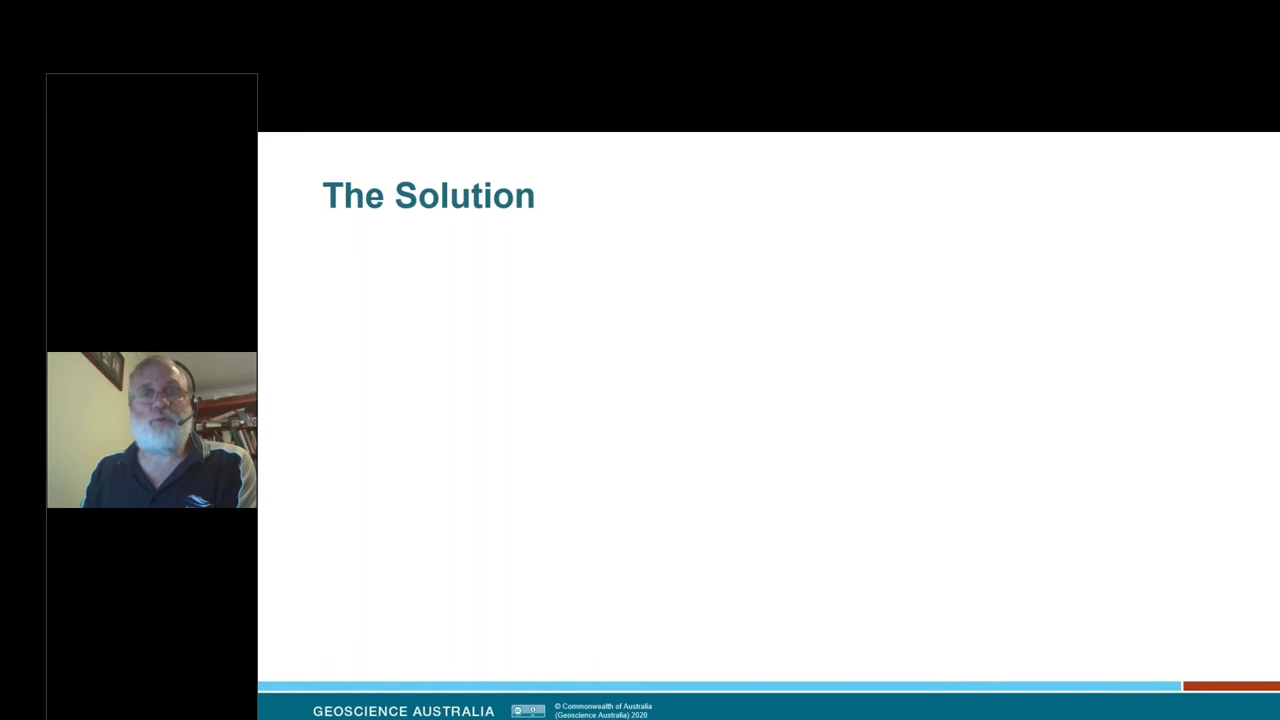 The Solution
GEOSCIENCE AUSTRALIA
© Commonwealth of Australia
(Geoscience Australia) 2020